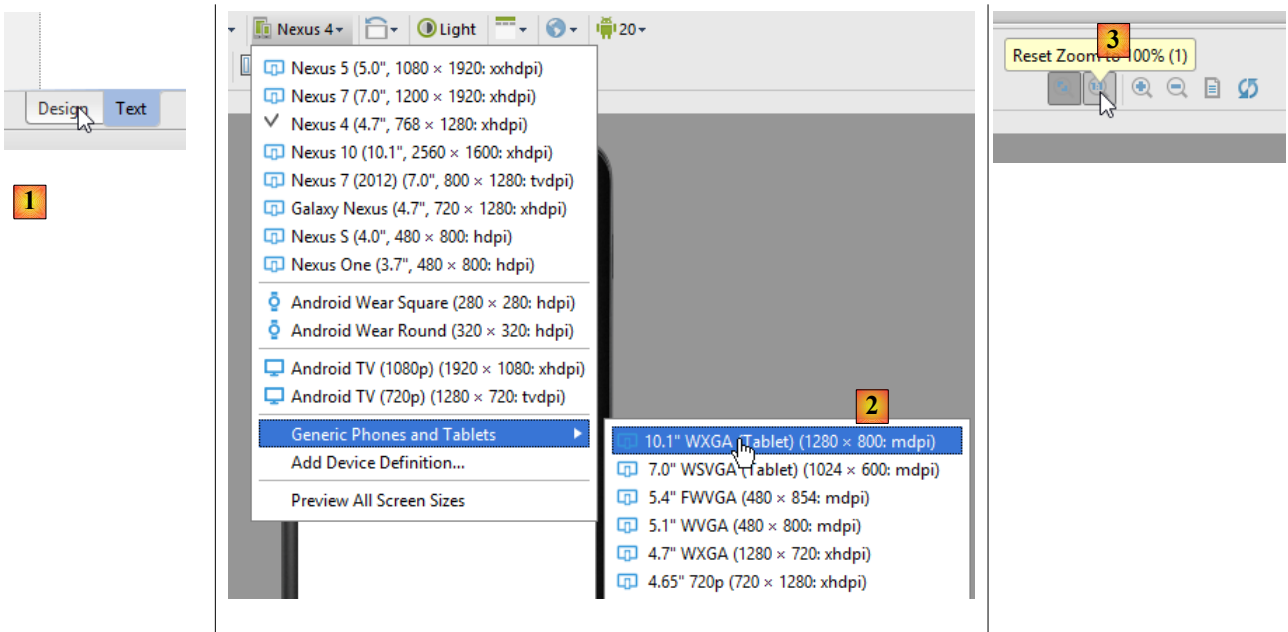 Design Text
1
Nexus 4 Light 20
Nexus 5 (5.0", 1080 × 1920: xxhdpi)
Nexus 7 (7.0", 1200 × 1920: xhdpi)
Nexus 4 (4.7", 768 × 1280: xhdpi)
Nexus 10 (10.1", 2560 × 1600: xhdpi)
Nexus 7 (2012) (7.0", 800 × 1280: tvdpi)
Galaxy Nexus (4.7", 720 × 1280: xhdpi)
Nexus S (4.0", 480 × 800: hdpi)
Nexus One (3.7", 480 × 800: hdpi)
Android Wear Square (280 × 280: hdpi)
Android Wear Round (320 × 320: hdpi)
Android TV (1080p) (1920 × 1080: xhdpi)
Android TV (720p) (1280 × 720: tvdpi)
Generic Phones and Tablets
Add Device Definition...
Preview All Screen Sizes
2
10.1" WXGA (Tablet) (1280 × 800: mdpi)
7.0" WSVGA (Tablet) (1024 × 600: mdpi)
5.4" FWVGA (480 × 854: mdpi)
5.1" WVGA (480 × 800: mdpi)
4.7" WXGA (1280 × 720: xhdpi)
4.65" 720p (720 × 1280: xhdpi)
3
Reset Zoom to 100% (1)